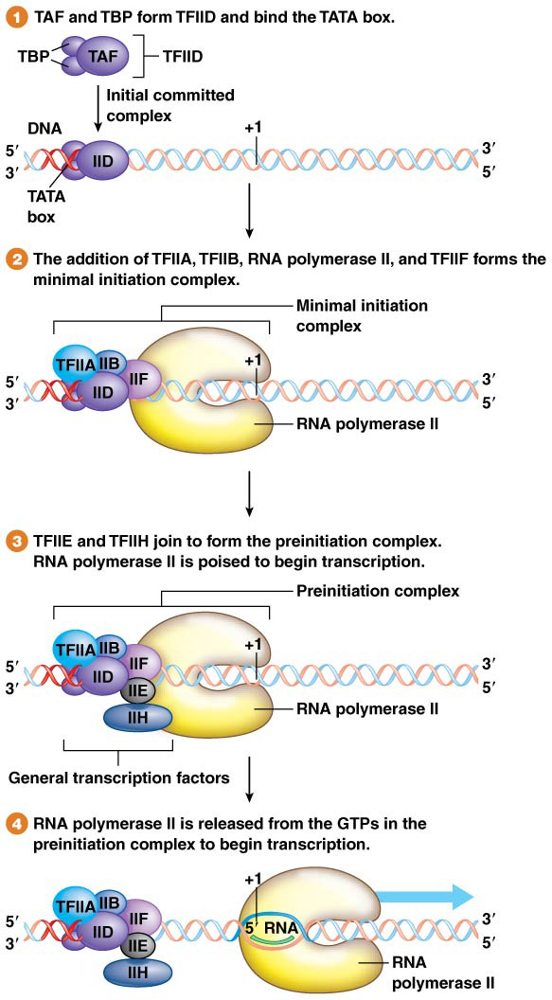 1 TAF and TBP form TFIID and bind the TATA box.
TBP
TAF
TFIID
Initial committed
complex
DNA
+1
5′
3′
IID
3′
5′
TATA
box
2 The addition of TFIIA, TFIIB, RNA polymerase II, and TFIIF forms the
minimal initiation complex.
Minimal initiation
complex
TFIIA IIB
+1
5′
3′
IID
IIF
3′
5′
RNA polymerase II
3 TFIIE and TFIIH join to form the preinitiation complex.
RNA polymerase II is poised to begin transcription.
Preinitiation complex
TFIIA IIB
+1
5′
3′
IID
IIF
3′
5′
IIE
IIH
RNA polymerase II
General transcription factors
4 RNA polymerase II is released from the GTPs in the
preinitiation complex to begin transcription.
+1
TFIIA IIB
5′
3′
IID
IIF
5′ RNA
3′
5′
IIE
IIH
RNA
polymerase II